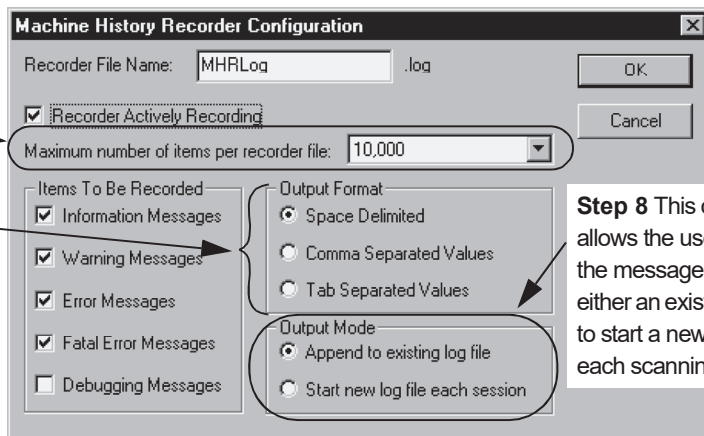 Machine History Recorder Configuration
Recorder File Name: MHRLog .log
OK
Recorder Actively Recording
Cancel
Maximum number of items per recorder file: 10,000
Items To Be Recorded
Information Messages
Warning Messages
Error Messages
Fatal Error Messages
Debugging Messages
Output Format
Space Delimited
Comma Separated Values
Tab Separated Values
Output Mode
Append to existing log file
Start new log file each session
Step 8 This
allows the
the message
either an
to start a new
each